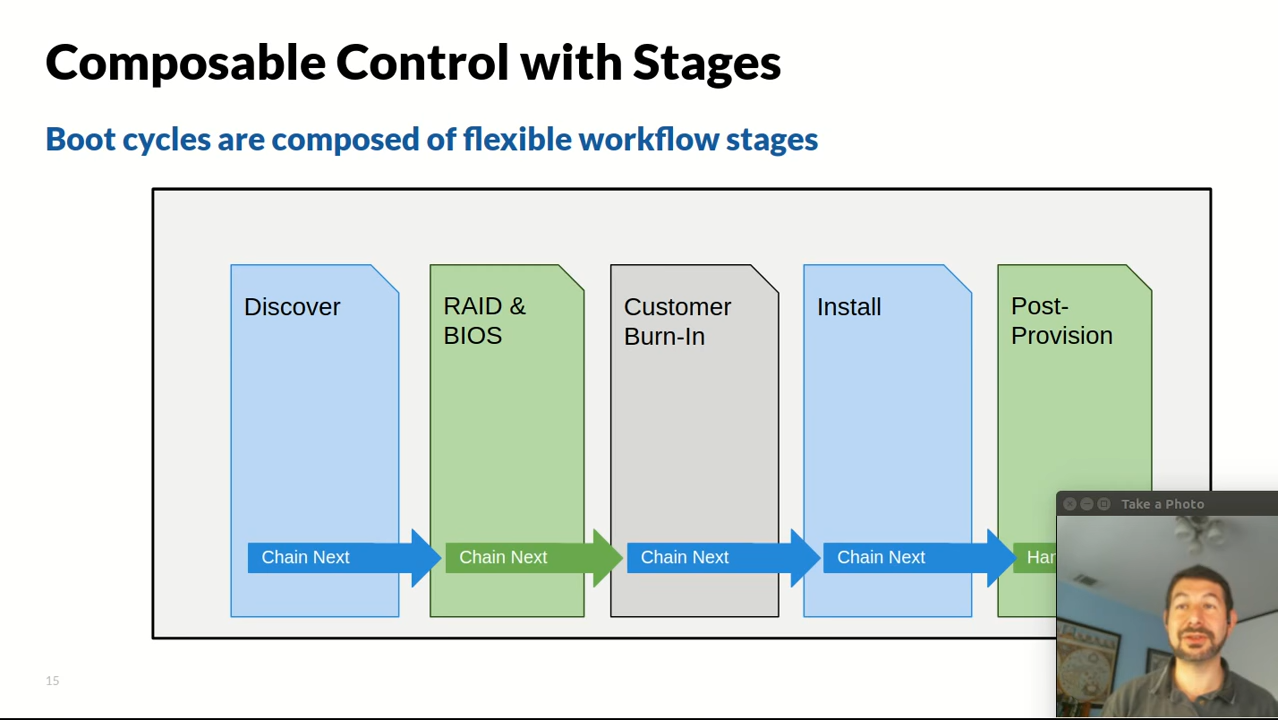 Composable Control with Stages
Boot cycles are composed of flexible workflow stages
Discover
RAID &
BIOS
Customer
Burn-In
Install
Post-
Provision
Chain Next
Chain Next
Chain Next
Chain Next
Take a Photo
15